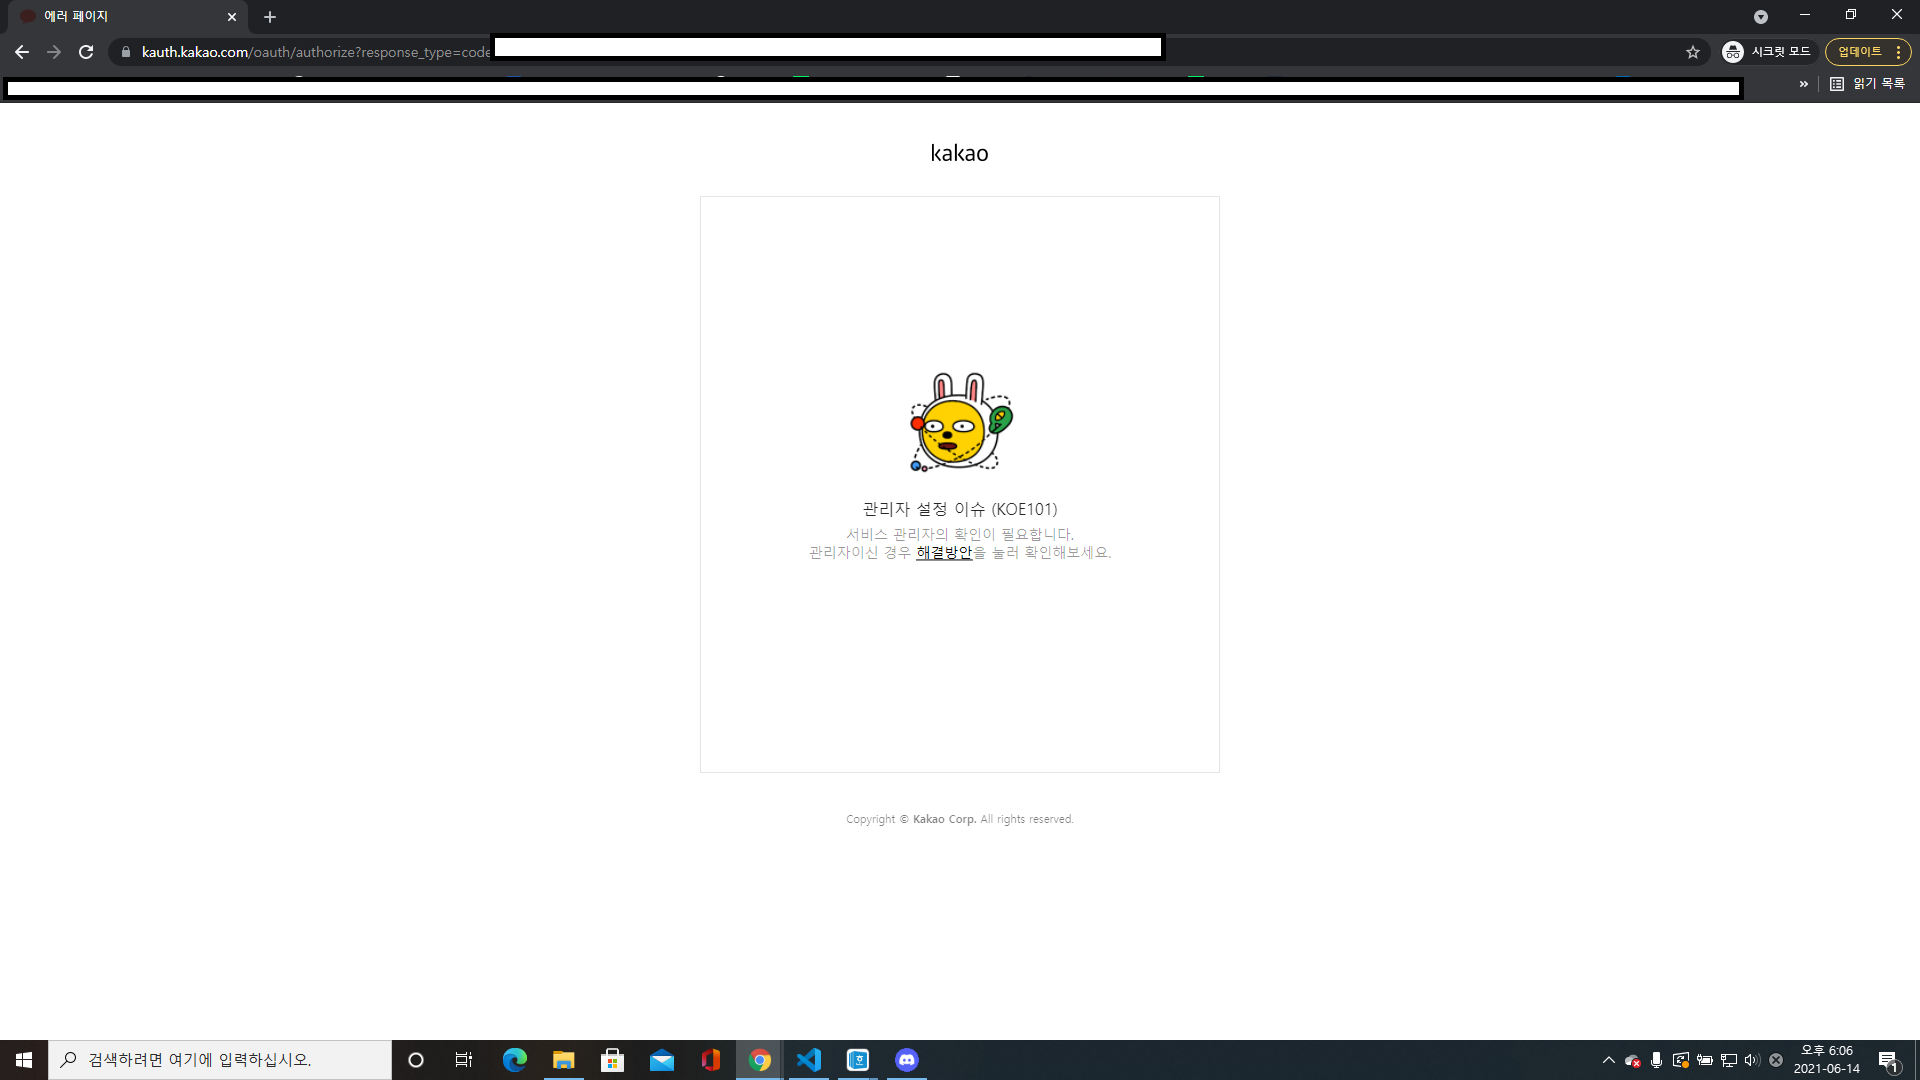 에러 페이지
kauth.kakao.com/oauth/authorize?response_type=code
시크릿 모드
업데이트
읽기 목록
kakao
관리자 설정 이슈 (KOE101)
서비스 관리자의 확인이 필요합니다.
관리자이신 경우 해결방안을 눌러 확인해보세요.
Copyright © Kakao Corp. All rights reserved.
검색하려면 여기에 입력하십시오.
오후 6:06
2021-06-14
1